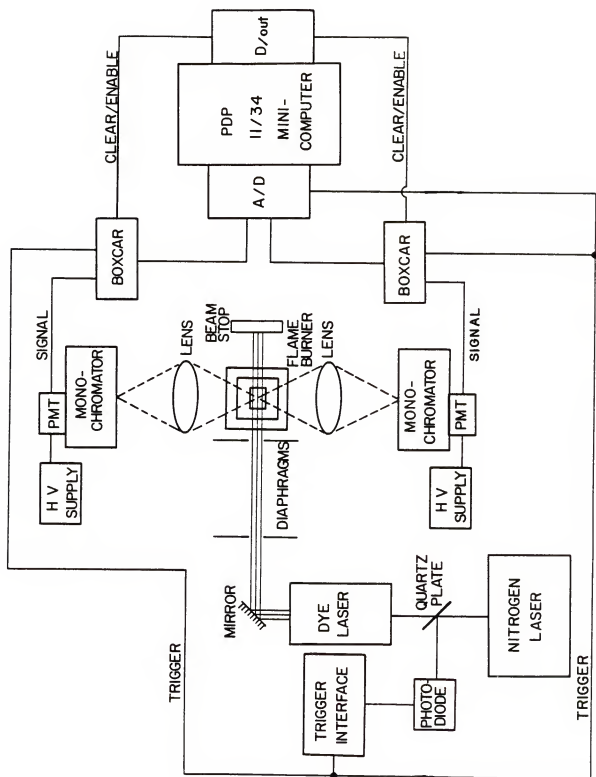 D/out
PDP
11/34
MINI-
COMPUTER
A/D
CLEAR/ENABLE
CLEAR/ENABLE
BOXCAR
BOXCAR
SIGNAL
SIGNAL
PMT
MONO-
CHROMATOR
H V
SUPPLY
LENS
BEAM
STOP
FLAME
BURNER
LENS
MONO-
CHROMATOR
PMT
H V
SUPPLY
DIAPHRAGMS
MIRROR
DYE
LASER
QUARTZ
PLATE
NITROGEN
LASER
TRIGGER
INTERFACE
PHOTO-
DIODE
TRIGGER
TRIGGER